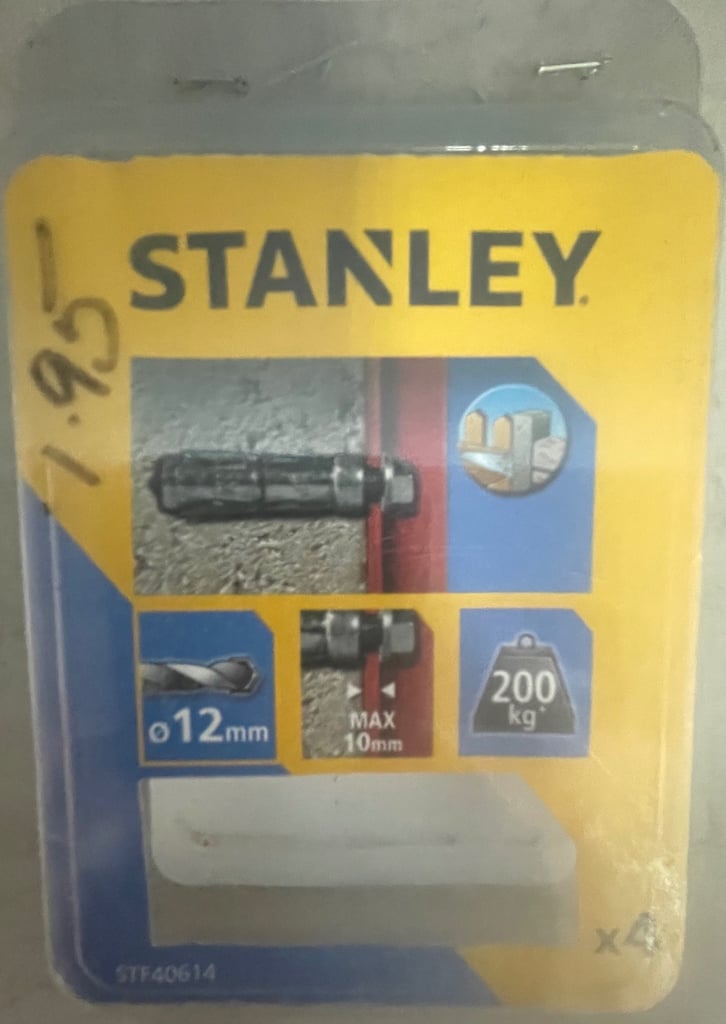 STANLEY
1.95
ø12mm
MAX
10mm
200
kg+
x4
STF40614